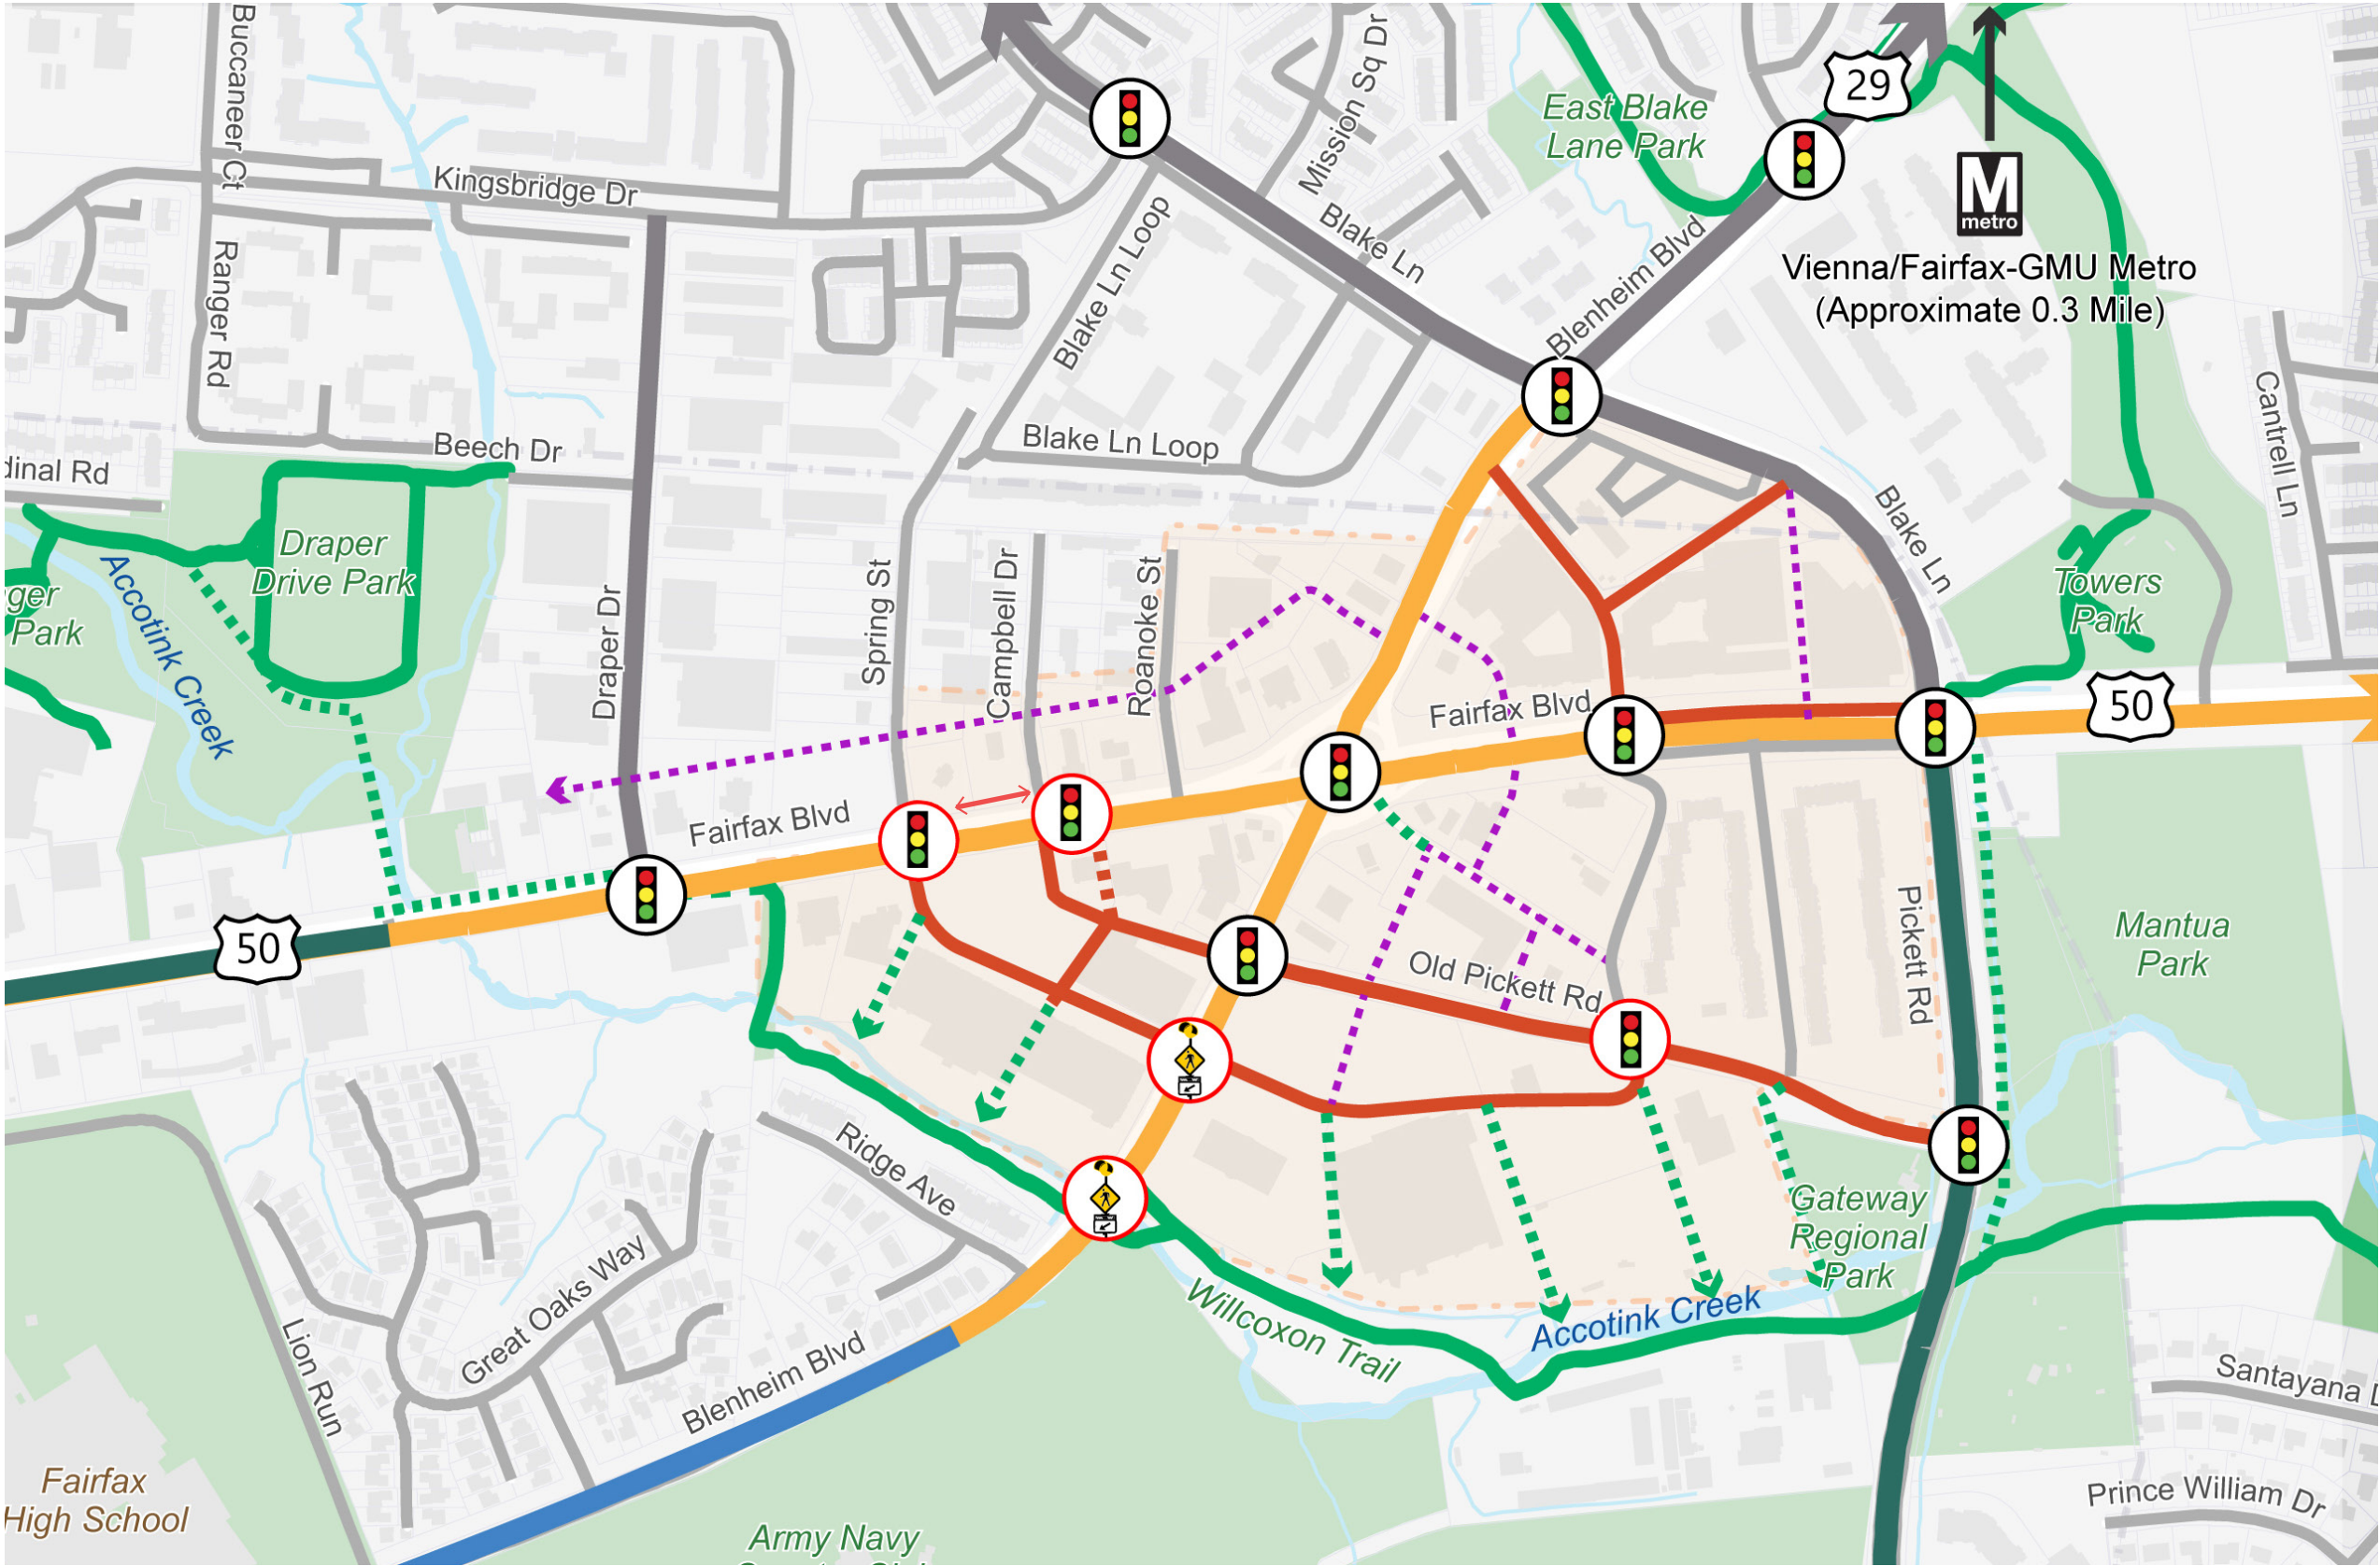 Buccaneer Ct
Mission Sq Dr
29
East Blake
Lane Park
M
metro
Kingsbridge Dr
Blake Ln
Blenheim Blvd
Vienna/Fairfax-GMU Metro
(Approximate 0.3 Mile)
Ranger Rd
Blake Ln Loop
Cantrell Ln
Beech Dr
Blake Ln Loop
dinal Rd
Blake Ln
Draper
Drive Park
Accotink Creek
ger
Park
Towers
Park
Draper Dr
Spring St
Campbell Dr
Roanoke St
Fairfax Blvd
50
Fairfax Blvd
50
Pickett Rd
Mantua
Park
Old Pickett Rd
Ridge Ave
Gateway
Regional
Park
Great Oaks Way
Willcoxon Trail
Accotink Creek
Lion Run
Blenheim Blvd
Santayana D
Fairfax
High School
Prince William Dr
Army Navy